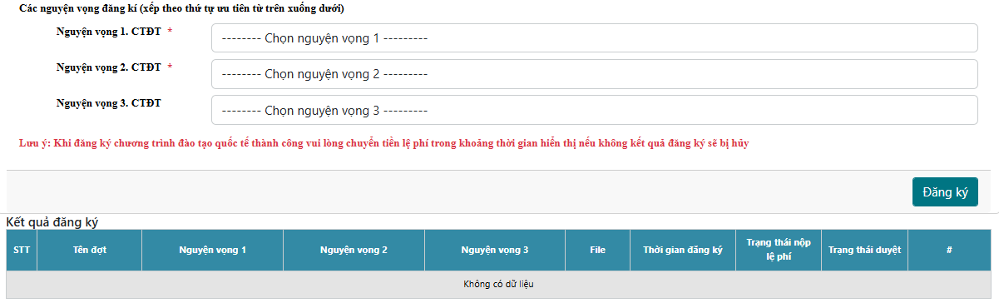 Các nguyện vọng đăng kí (xếp theo thứ tự ưu tiên từ trên xuống dưới)
Nguyện vọng 1. CTĐT *
-------- Chọn nguyện vọng 1 ---------
Nguyện vọng 2. CTĐT *
-------- Chọn nguyện vọng 2 ---------
Nguyện vọng 3. CTĐT
-------- Chọn nguyện vọng 3 ---------
Lưu ý: Khi đăng ký chương trình đào tạo quốc tế thành công vui lòng chuyển tiền lệ phí trong khoảng thời gian hiển thị nếu không kết quả đăng ký sẽ bị hủy
Đăng ký
Kết quả đăng ký
STT Tên đợt Nguyện vọng 1 Nguyện vọng 2 Nguyện vọng 3 File Thời gian đăng ký Trạng thái nộp lệ phí Trạng thái duyệt #
Không có dữ liệu